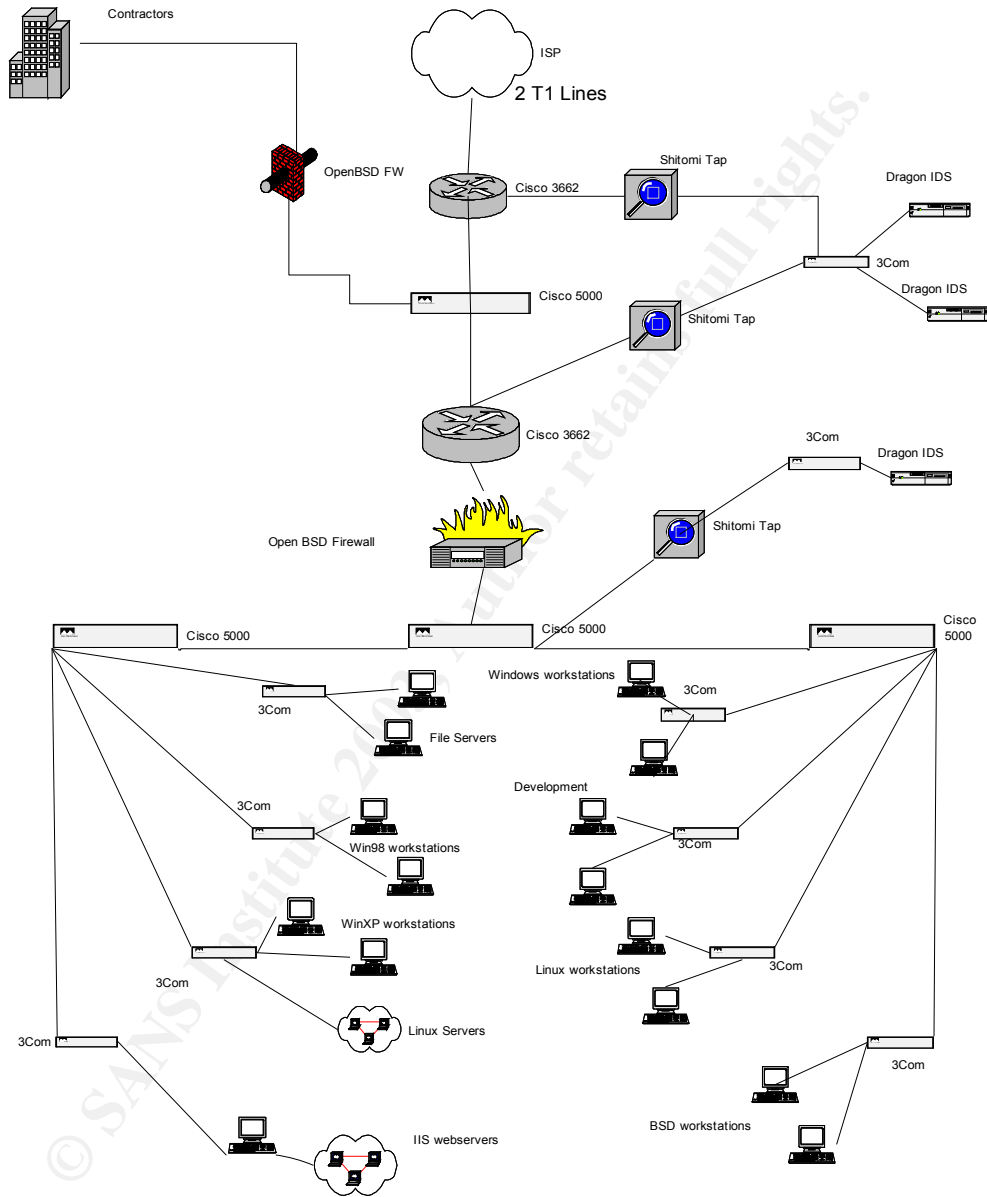 Contractors
ISP
2 T1 Lines
OpenBSD FW
Cisco 3662
Shitomi Tap
Dragon IDS
3Com
Dragon IDS
Cisco 5000
Shitomi Tap
Cisco 3662
3Com
Dragon IDS
Shitomi Tap
Open BSD Firewall
Cisco 5000
Cisco 5000
Cisco
5000
Windows workstations
3Com
3Com
File Servers
Development
3Com
3Com
Win98 workstations
WinXP workstations
3Com
Linux workstations
3Com
Linux Servers
3Com
3Com
BSD workstations
IIS webservers
© SANS Institute 2003, Author retains full rights.